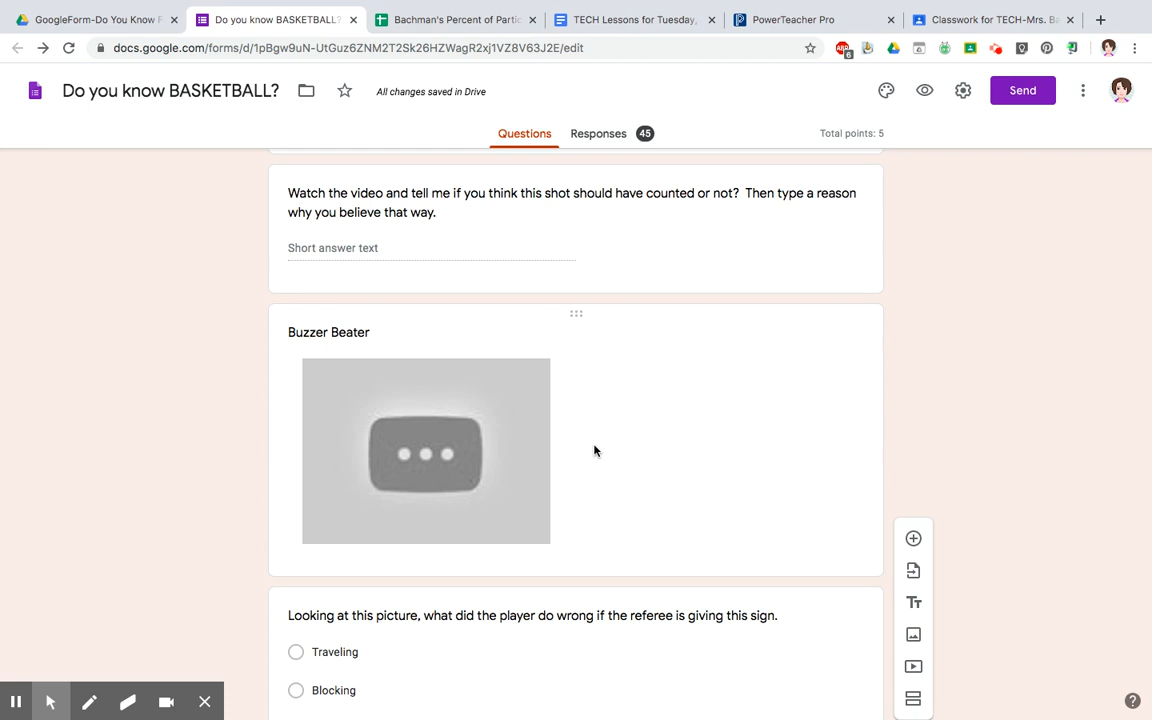 GoogleForm-Do You Know F
Do you know BASKETBALL?
Bachman's Percent of Partic
TECH Lessons for Tuesday,
PowerTeacher Pro
Classwork for TECH-Mrs. Ba
docs.google.com/forms/d/1pBgw9uN-UtGuz6ZNM2T2Sk26HZWagR2xj1VZ8V63J2E/edit
ABP
6
Do you know BASKETBALL?
All changes saved in Drive
Send
Questions
Responses 45
Total points: 5
Watch the video and tell me if you think this shot should have counted or not?  Then type a reason
why you believe that way.
Short answer text
Buzzer Beater
Looking at this picture, what did the player do wrong if the referee is giving this sign.
Traveling
Blocking